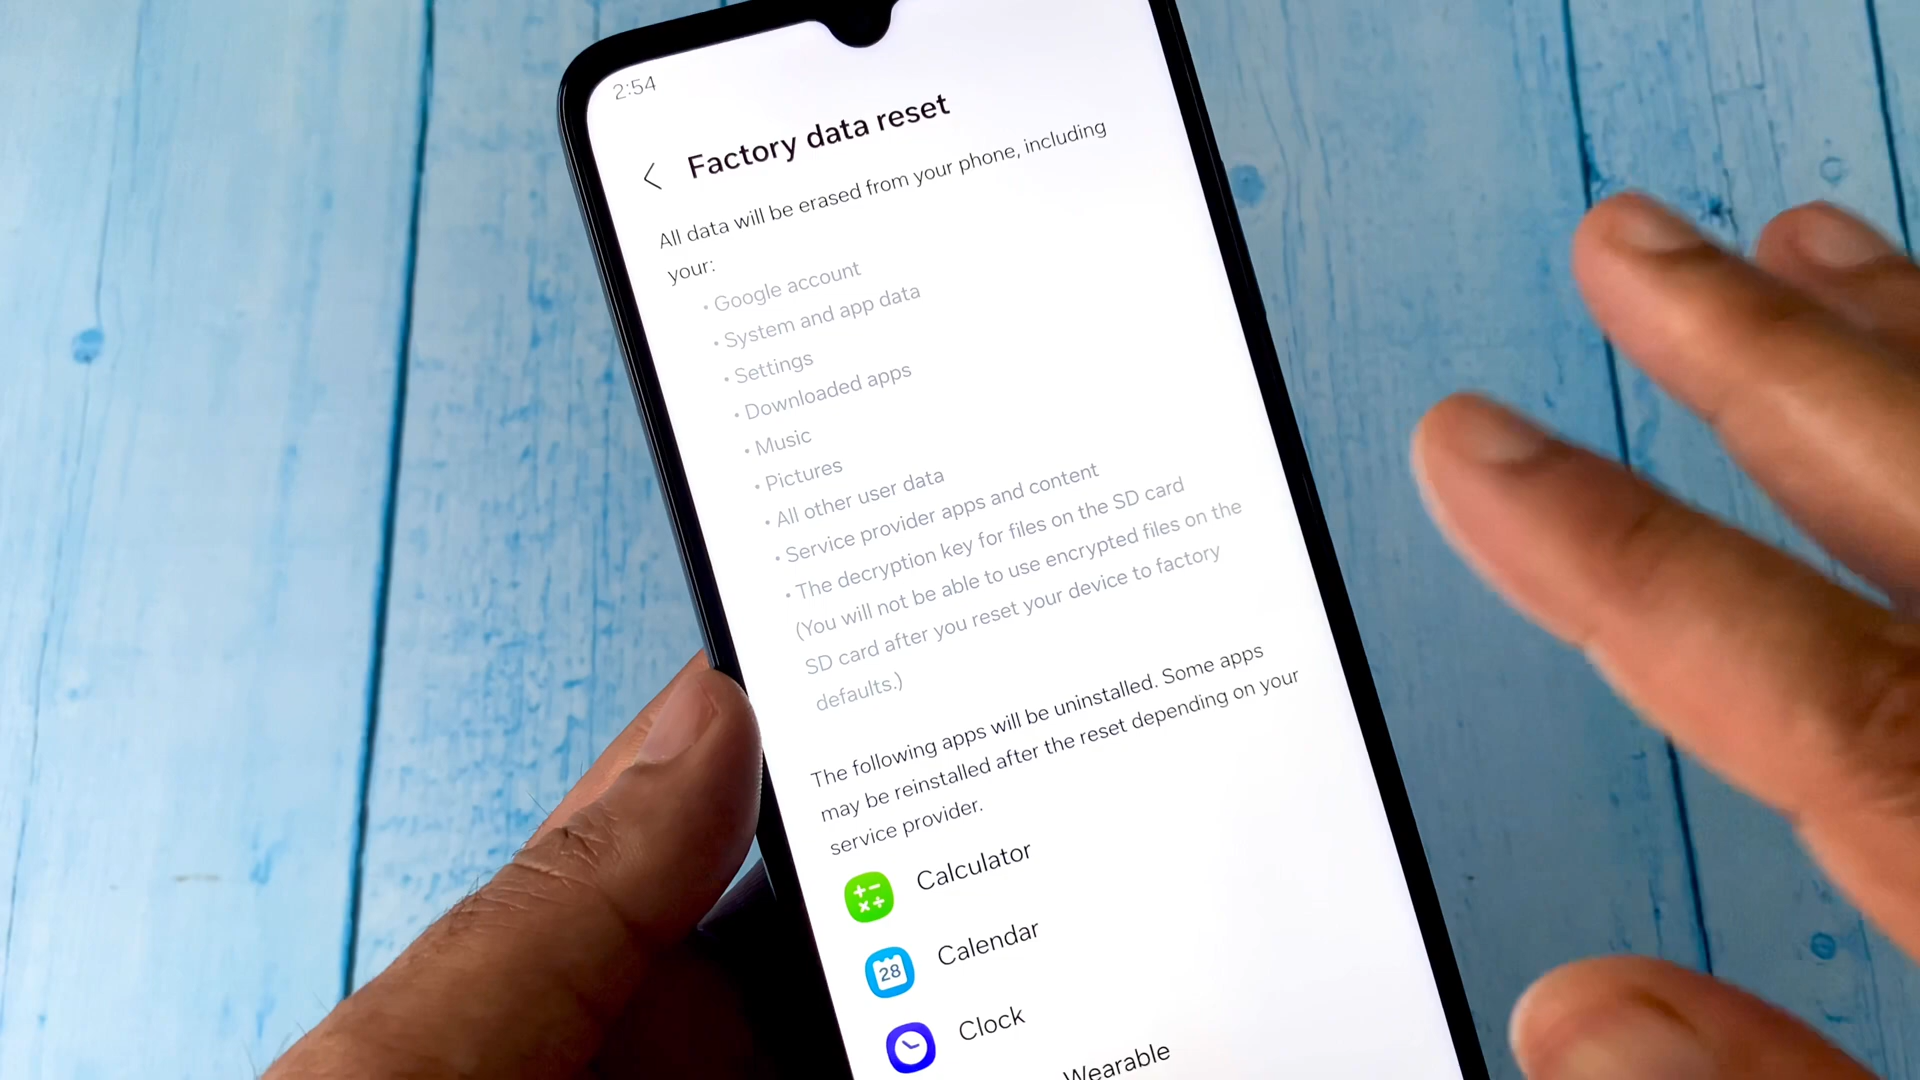 2:54
Factory data reset
All data will be erased from your phone, including
your:
• Google account
• System and app data
• Settings
• Downloaded apps
• Music
• Pictures
• All other user data
• Service provider apps and content
• The decryption key for files on the SD card
(You will not be able to use encrypted files on the
SD card after you reset your device to factory
defaults.)
The following apps will be uninstalled. Some apps
may be reinstalled after the reset depending on your
service provider.
Calculator
28
Calendar
Clock
Wearable